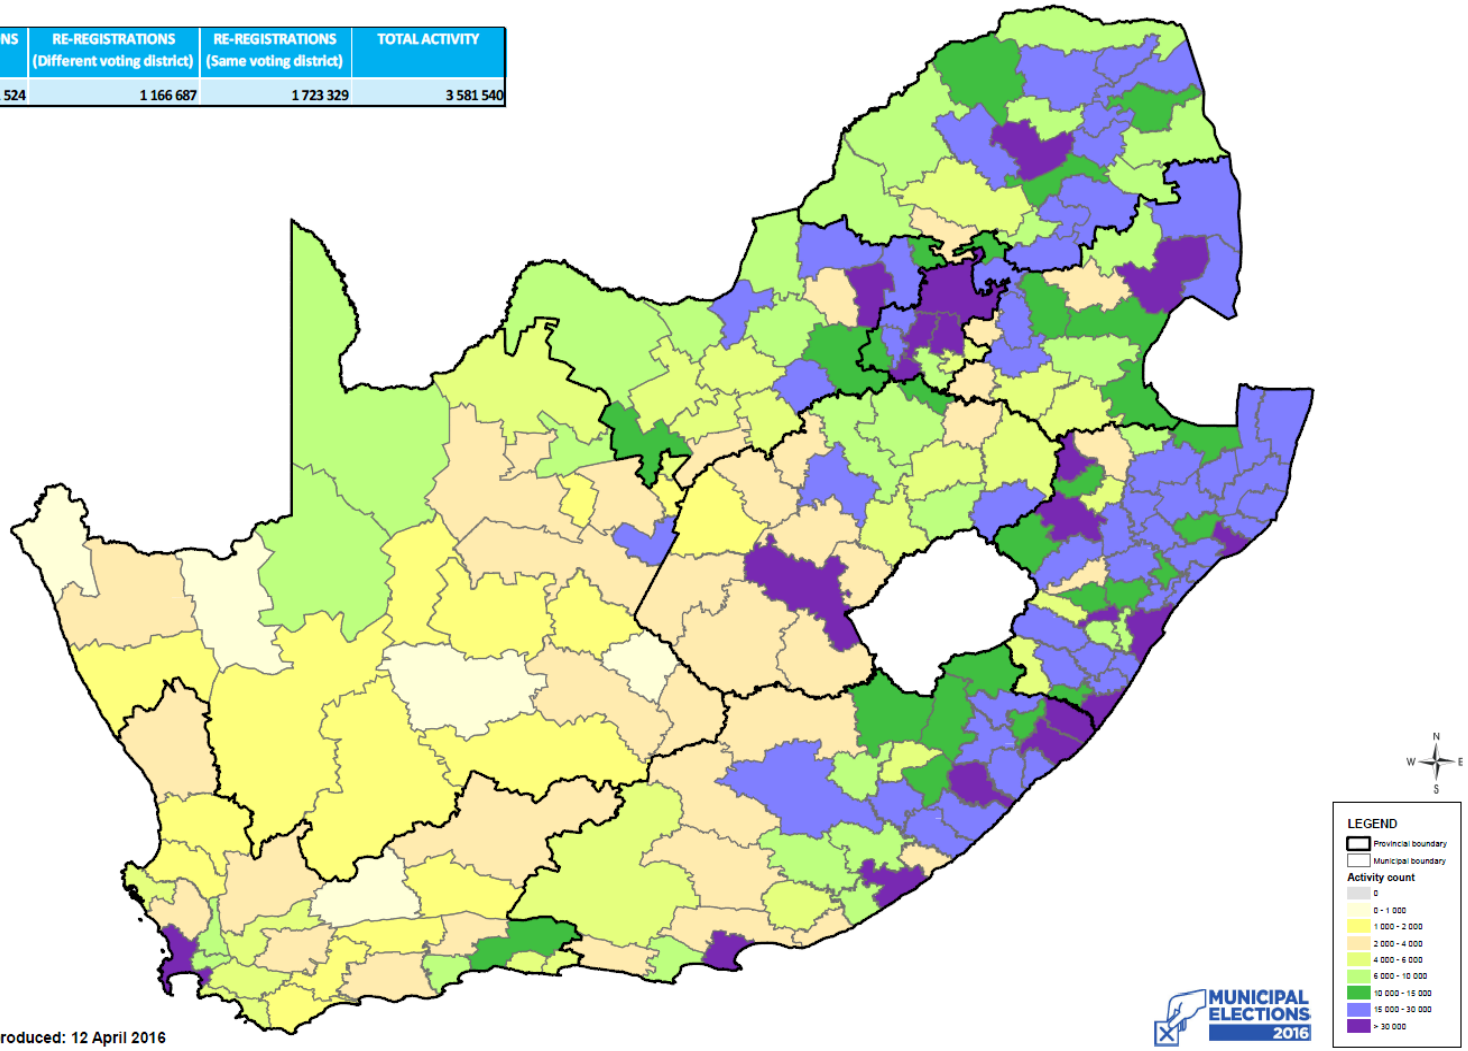 NS RE-REGISTRATIONS RE-REGISTRATIONS TOTAL ACTIVITY
(Different voting district) (Same voting district)
524 1 166 687 1 723 329 3 581 540
N
W E
S
LEGEND
Provincial boundary
Municipal boundary
Activity count
0
0 - 1 000
1 000 - 2 000
2 000 - 4 000
4 000 - 6 000
6 000 - 10 000
10 000 - 15 000
15 000 - 30 000
> 30 000
MUNICIPAL
ELECTIONS
2016
roduced: 12 April 2016